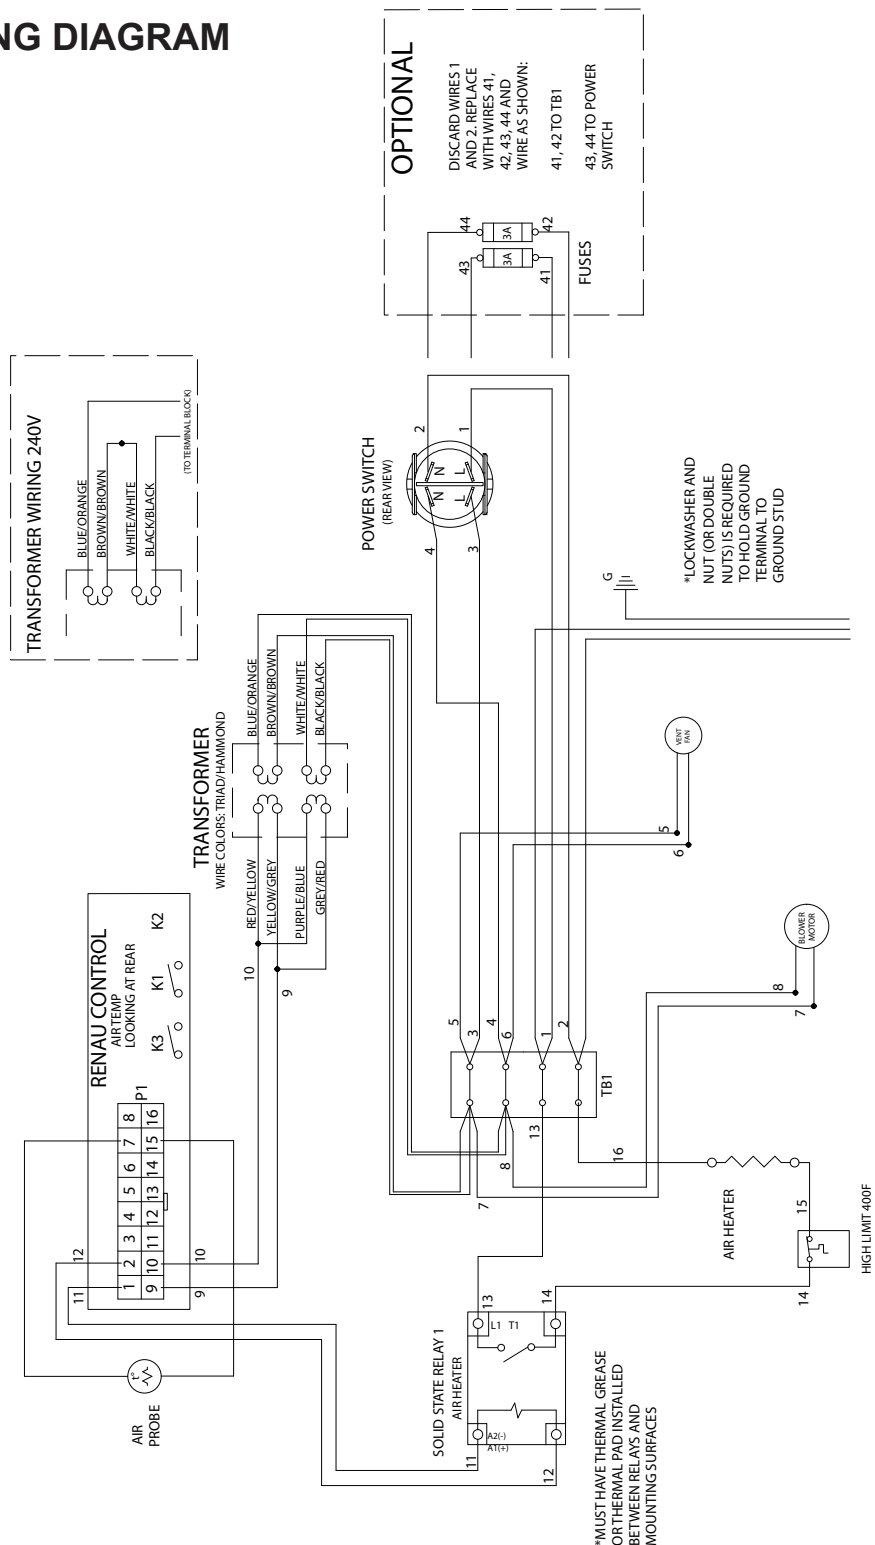 NG DIAGRAM
OPTIONAL
DISCARD WIRES 1
AND 2. REPLACE
WITH WIRES 41,
42, 43, 44 AND
WIRE AS SHOWN:
41, 42 TO TB1
43, 44 TO POWER
SWITCH
44
3A
42
43
3A
41
FUSES
TRANSFORMER WIRING 240V
BLUE/ORANGE
BROWN/BROWN
WHITE/WHITE
BLACK/BLACK
(TO TERMINAL BLOCK)
POWER SWITCH
(REAR VIEW)
2
1
N
N
L
L
4
3
*LOCKWASHER AND
NUT (OR DOUBLE
NUTS) IS REQUIRED
TO HOLD GROUND
TERMINAL TO
GROUND STUD
G
TRANSFORMER
WIRE COLORS: TRIAD/HAMMOND
BLUE/ORANGE
BROWN/BROWN
WHITE/WHITE
BLACK/BLACK
RED/YELLOW
YELLOW/GREY
PURPLE/BLUE
GREY/RED
10
9
VENT
FAN
5
6
BLOWER
MOTOR
8
7
RENAU CONTROL
AIR TEMP
LOOKING AT REAR
K3
K1
K2
P1
1 2 3 4 5 6 7 8
9 10 11 12 13 14 15 16
11
12
9
10
AIR
PROBE
5
3
4
6
1
2
TB1
7
8
13
16
SOLID STATE RELAY 1
AIR HEATER
13
14
L1 T1
A2(-)
A1(+)
11
12
AIR HEATER
15
14
HIGH LIMIT 400F
*MUST HAVE THERMAL GREASE
OR THERMAL PAD INSTALLED
BETWEEN RELAYS AND
MOUNTING SURFACES